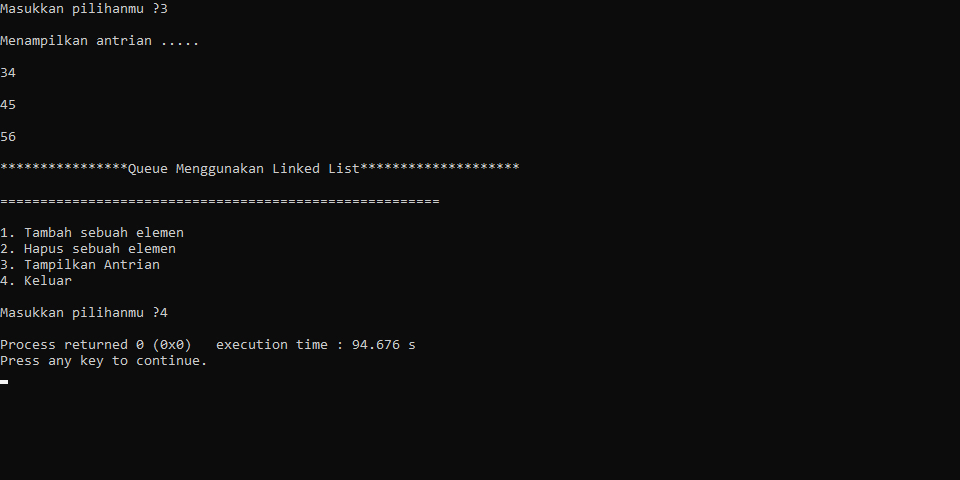 Masukkan pilihanmu ?3
Menampilkan antrian .....
34
45
56
****************Queue Menggunakan Linked List********************
=======================================================
1. Tambah sebuah elemen
2. Hapus sebuah elemen
3. Tampilkan Antrian
4. Keluar
Masukkan pilihanmu ?4
Process returned 0 (0x0)   execution time : 94.676 s
Press any key to continue.